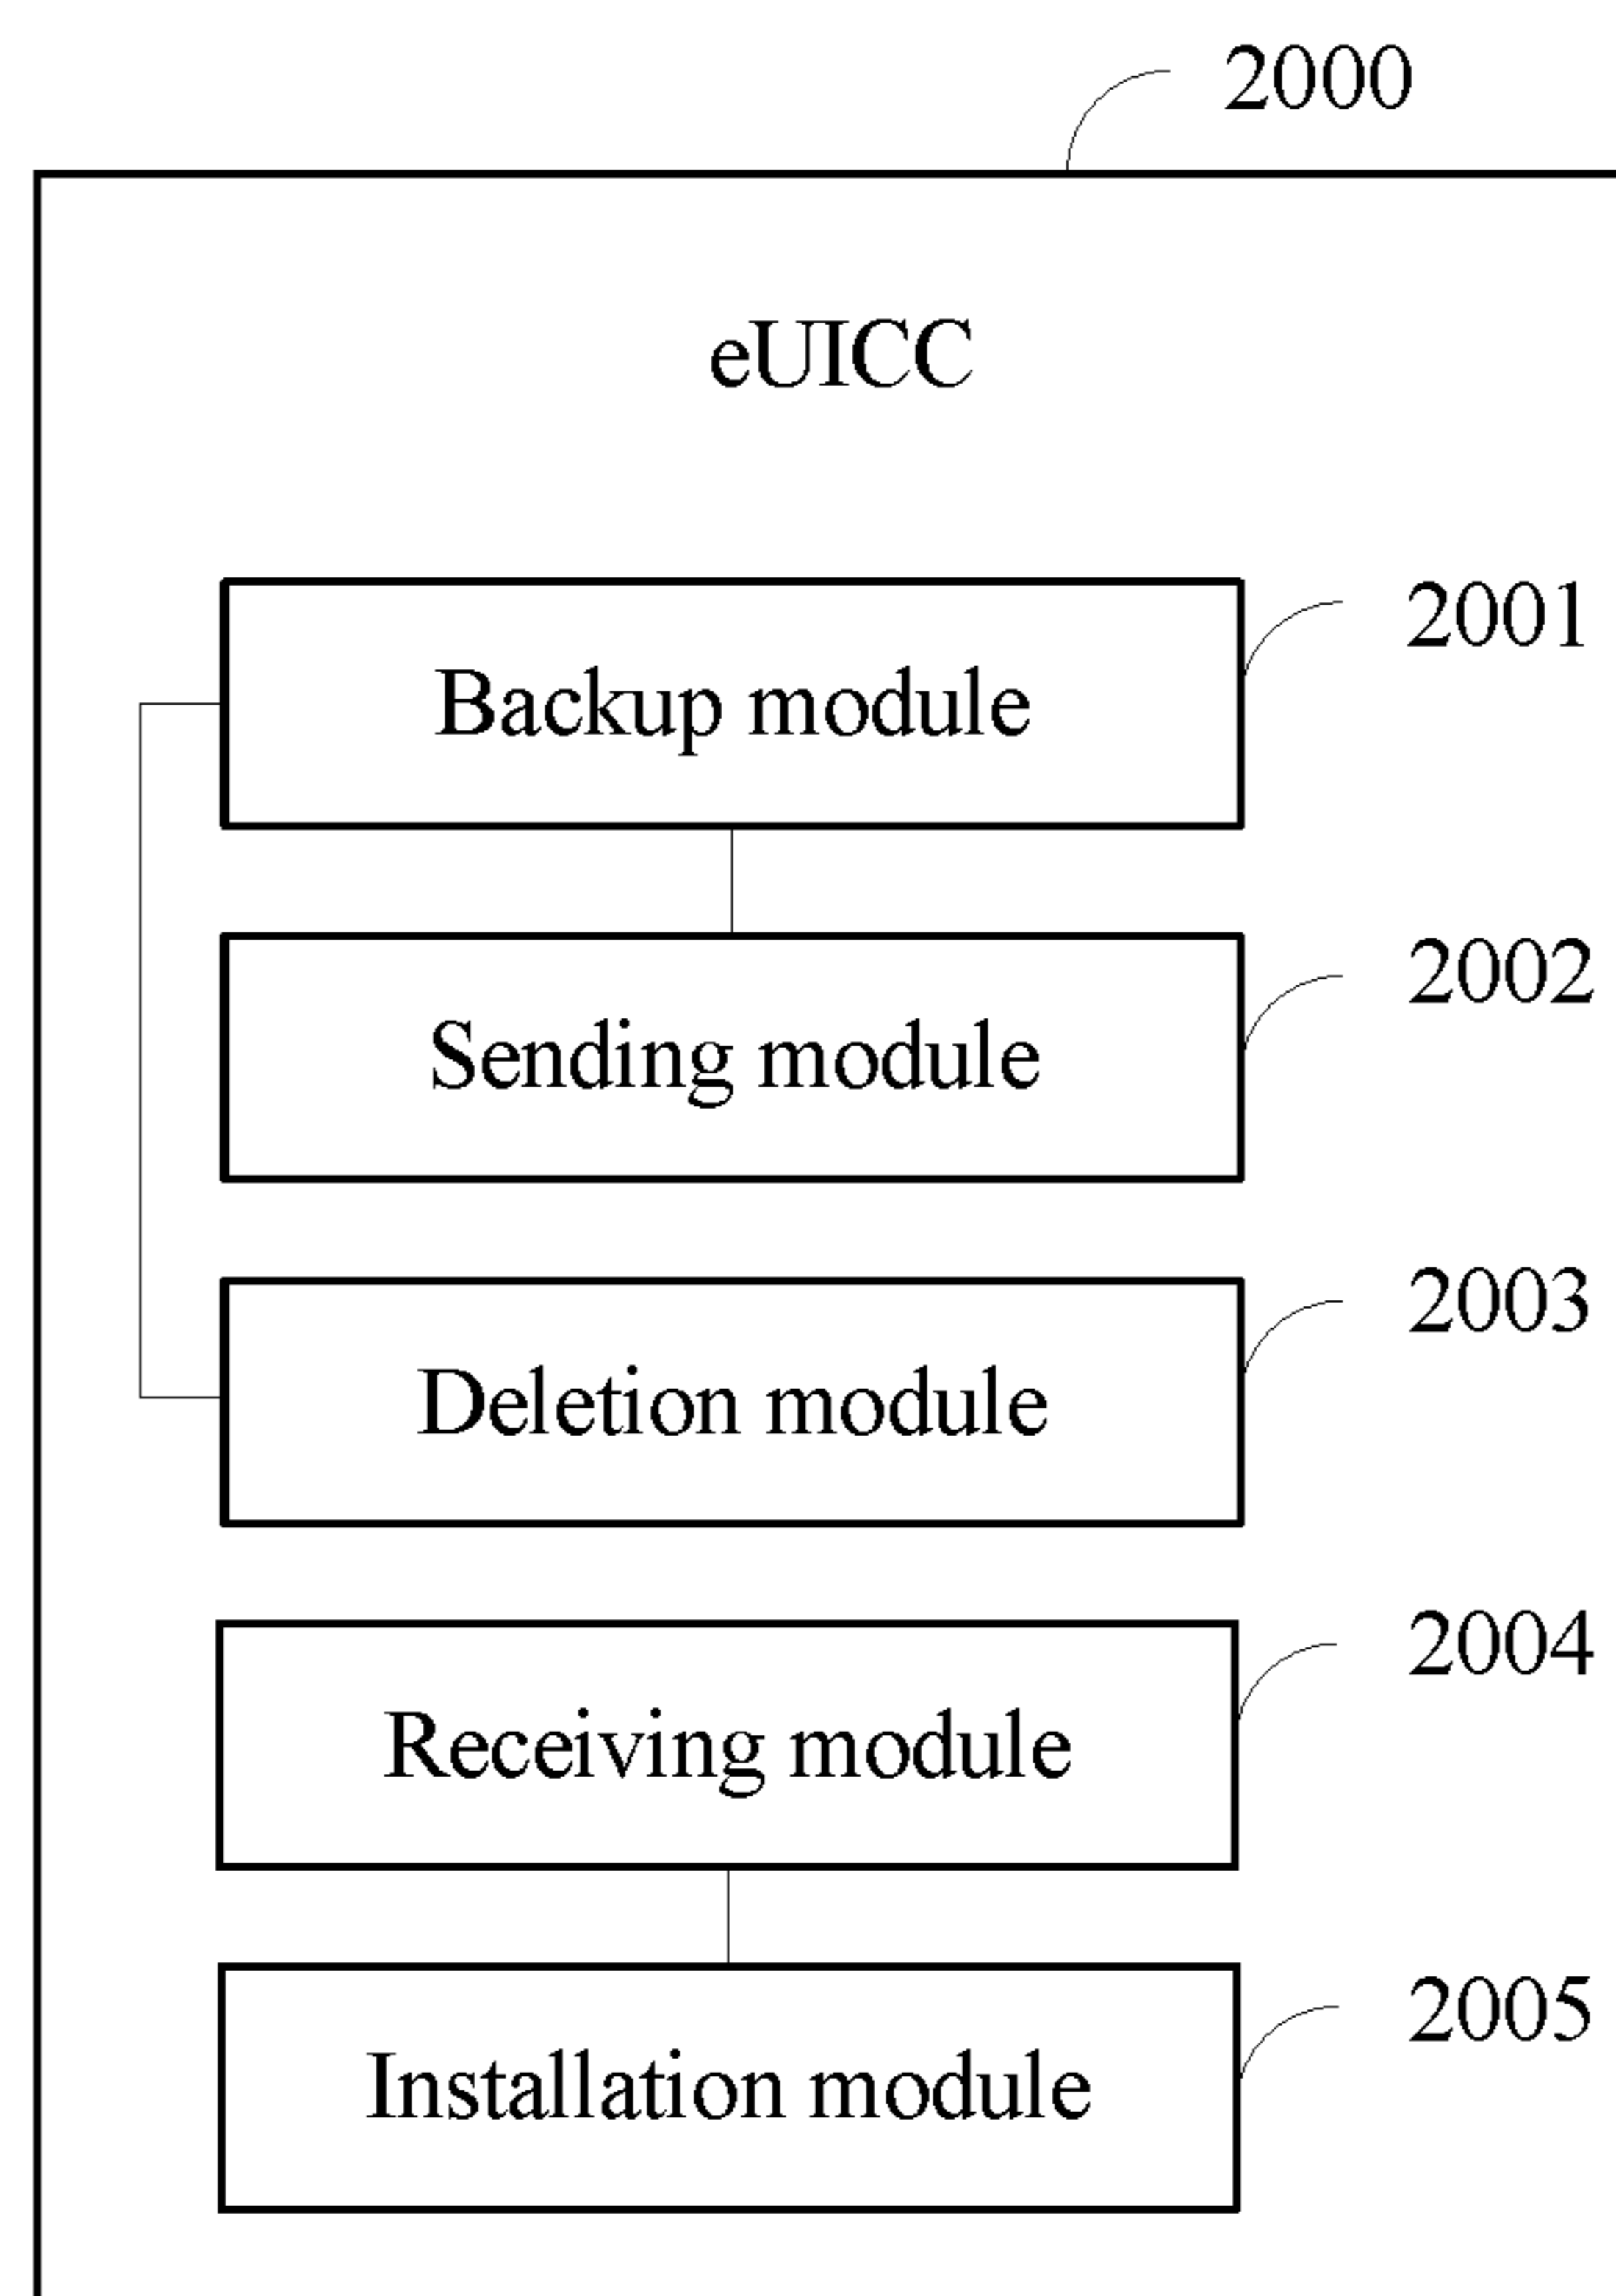 2000
eUICC
2001
Backup module
2002
Sending module
2003
Deletion module
2004
Receiving module
2005
Installation module